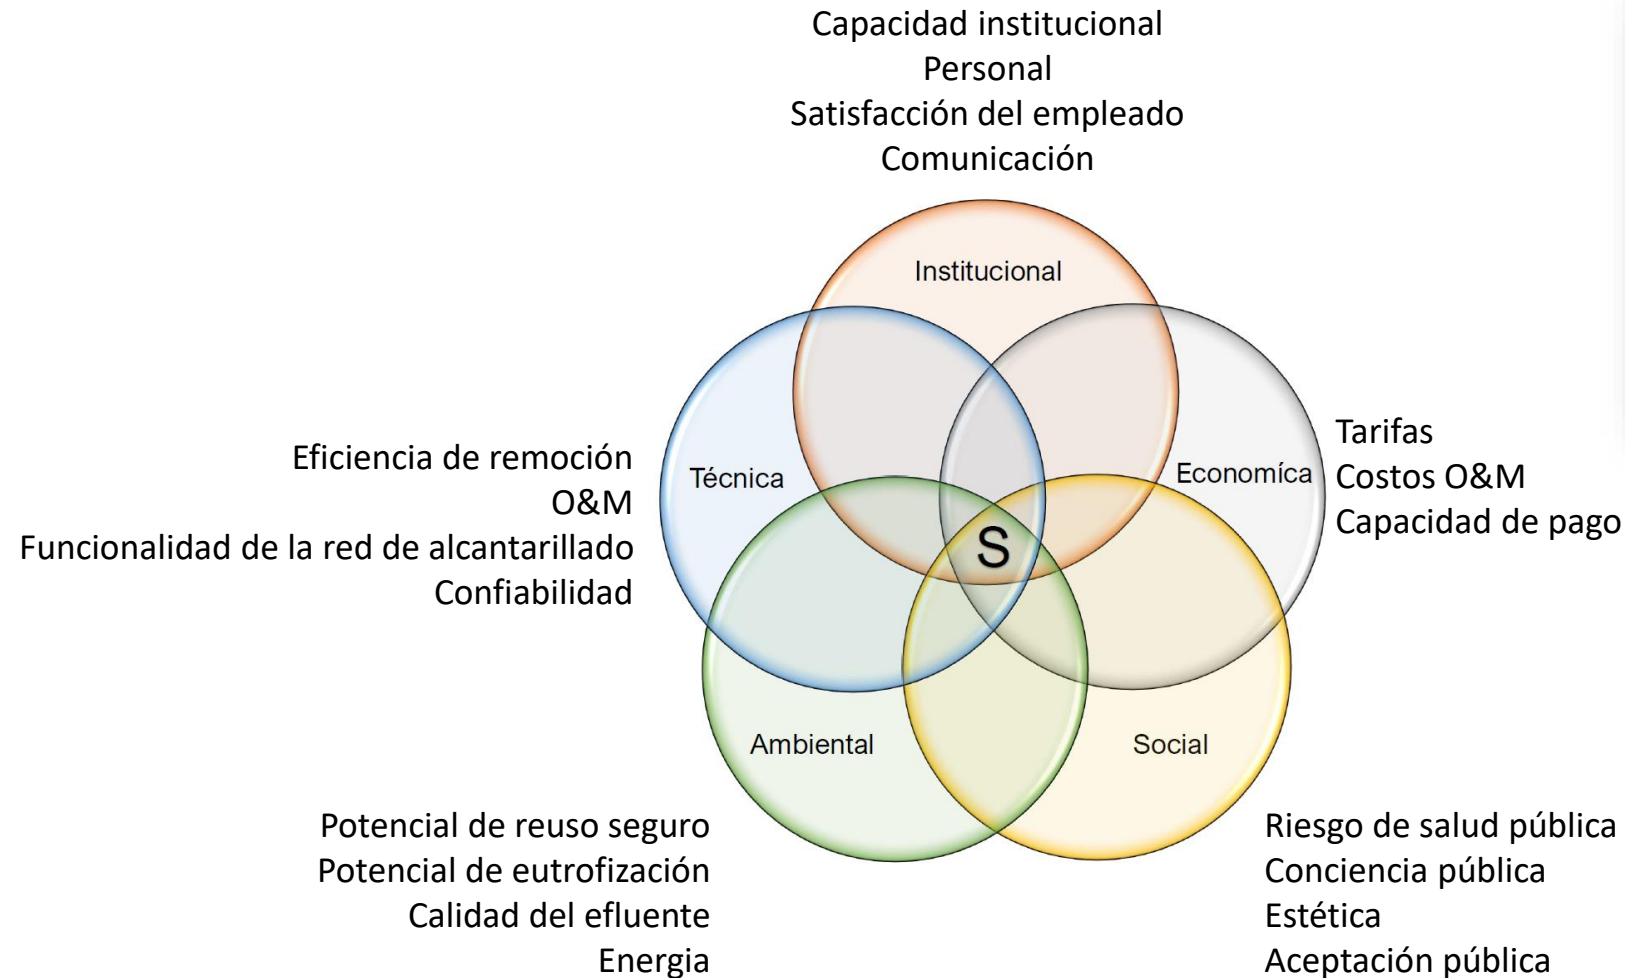 Capacidad institucional
Personal
Satisfacción del empleado
Comunicación
Institucional
Técnica
Economíca
Eficiencia de remoción
O&M
Funcionalidad de la red de alcantarillado
Confiabilidad
Tarifas
Costos O&M
Capacidad de pago
S
Ambiental
Social
Potencial de reuso seguro
Potencial de eutrofización
Calidad del efluente
Energia
Riesgo de salud pública
Conciencia pública
Estética
Aceptación pública